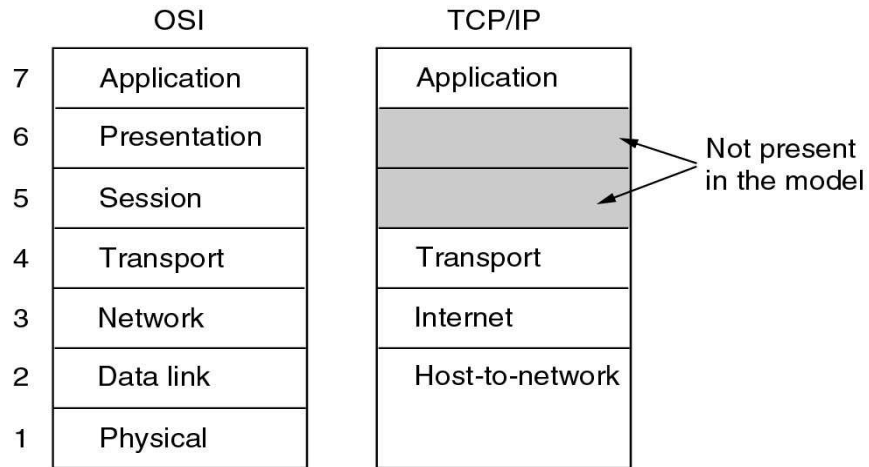 OSI TCP/IP
7 Application Application
6 Presentation
Not present
in the model
5 Session
4 Transport Transport
3 Network Internet
2 Data link Host-to-network
1 Physical